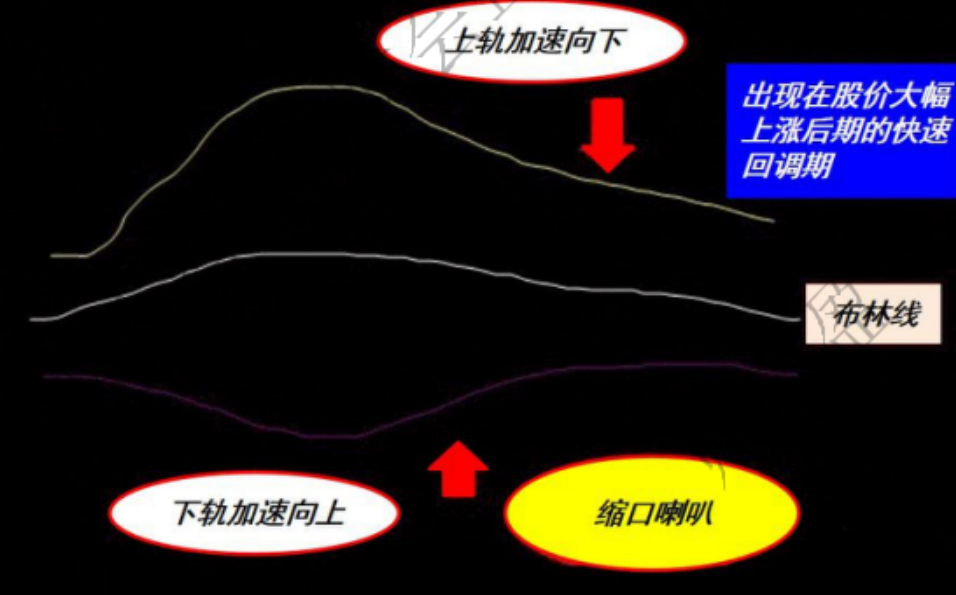 上轨加速向下
出现在股价大幅
上涨后期的快速
回调期
布林线
下轨加速向上
缩口喇叭